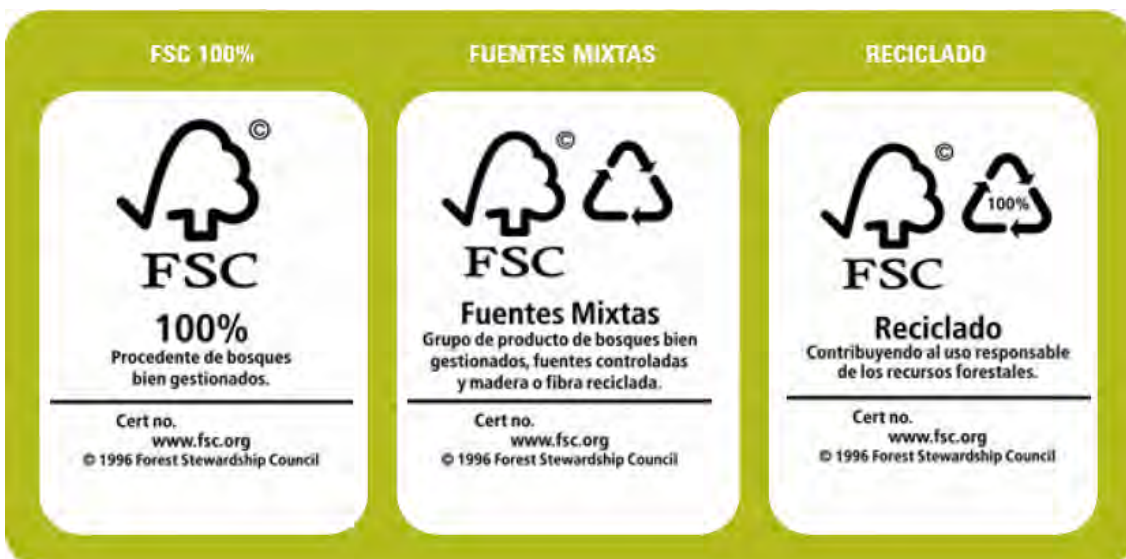 FSC 100%
©
FSC
100%
Procedente de bosques
bien gestionados.
Cert no.
www.fsc.org
© 1996 Forest Stewardship Council
FUENTES MIXTAS
©
FSC
Fuentes Mixtas
Grupo de producto de bosques bien
gestionados, fuentes controladas
y madera o fibra reciclada.
Cert no.
www.fsc.org
© 1996 Forest Stewardship Council
RECICLADO
©
100%
FSC
Reciclado
Contribuyendo al uso responsable
de los recursos forestales.
Cert no.
www.fsc.org
© 1996 Forest Stewardship Council